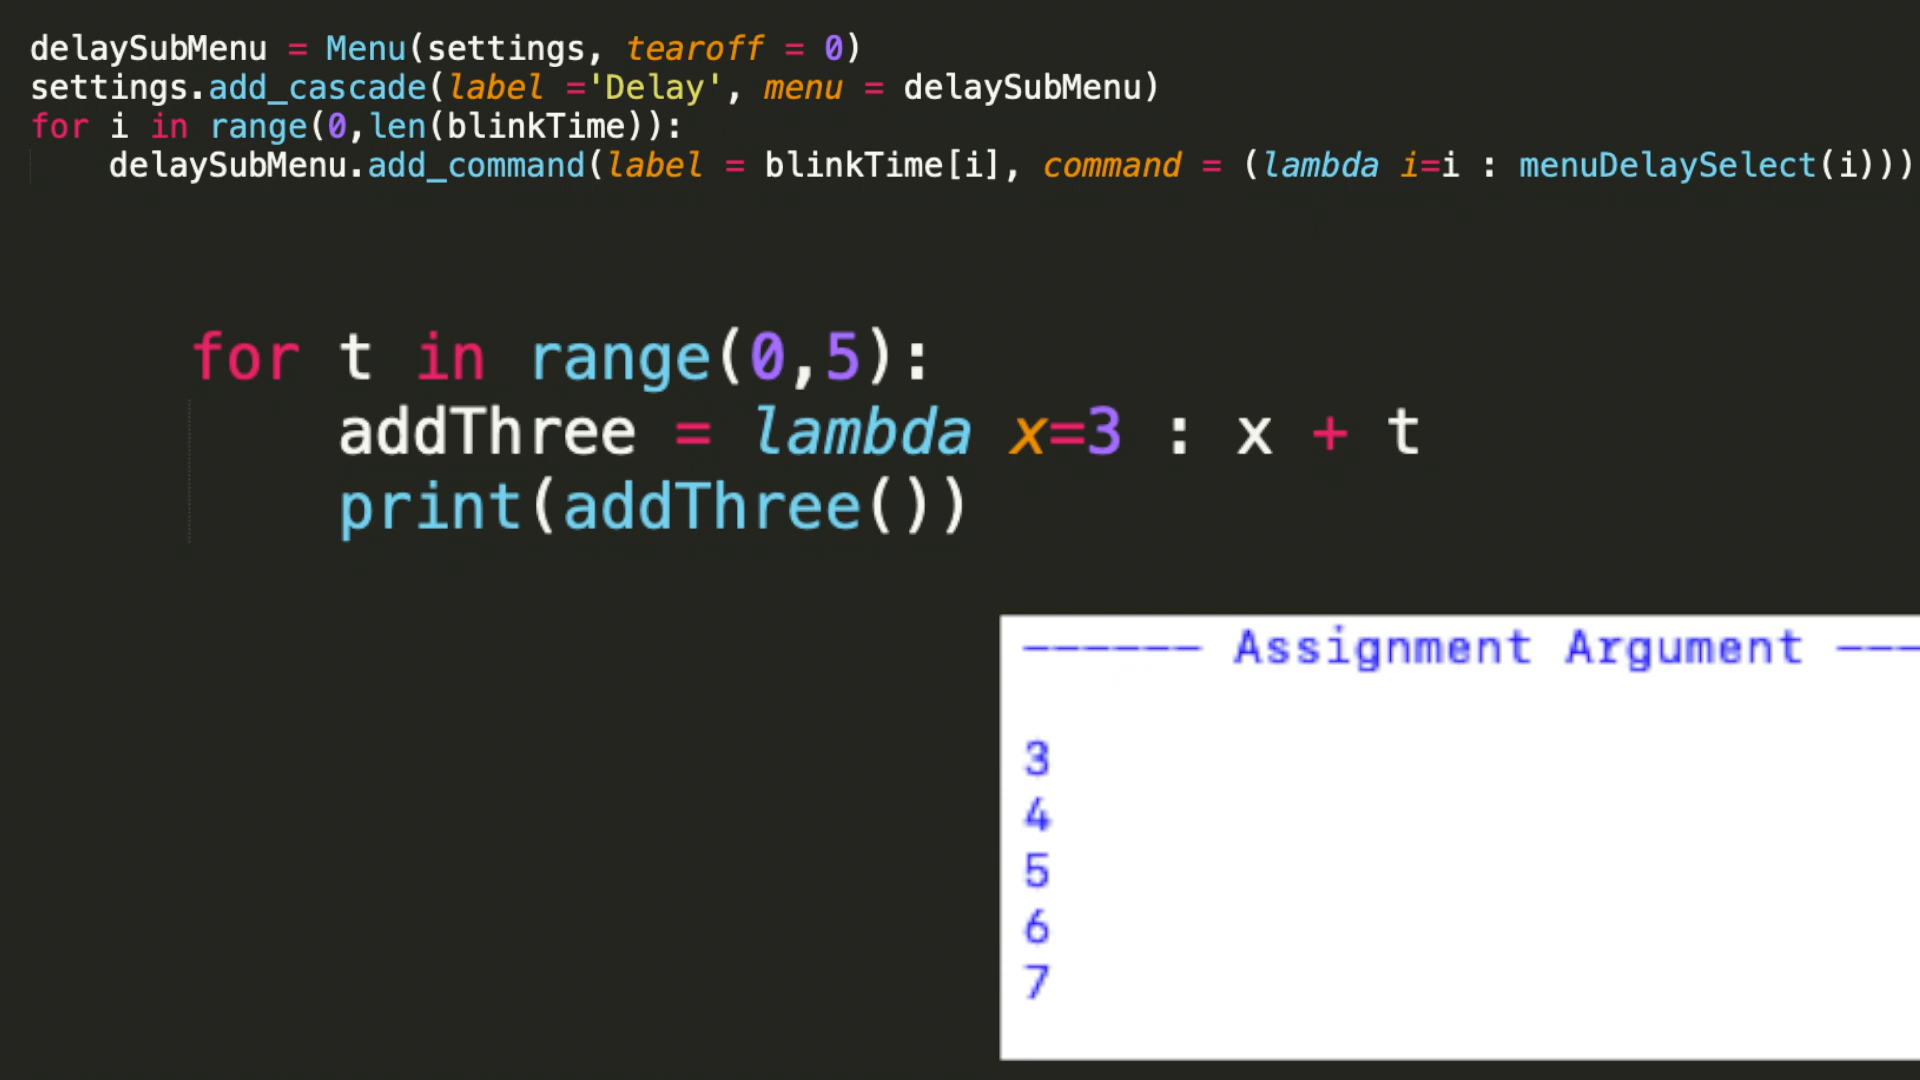 delaySubMenu = Menu(settings, tearoff = 0)
settings.add_cascade(label ='Delay', menu = delaySubMenu)
for i in range(0,len(blinkTime)):
    delaySubMenu.add_command(label = blinkTime[i], command = (lambda i=i : menuDelaySelect(i)))
for t in range(0,5):
    addThree = lambda x=3 : x + t
    print(addThree())
------ Assignment Argument ---
3
4
5
6
7